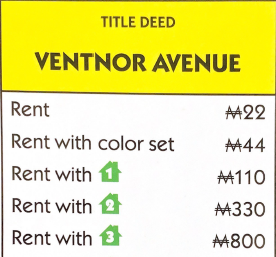 TITLE DEED
VENTNOR AVENUE
Rent ₩22
Rent with color set ₩44
Rent with 1 ₩110
Rent with 2 ₩330
Rent with 3 ₩800